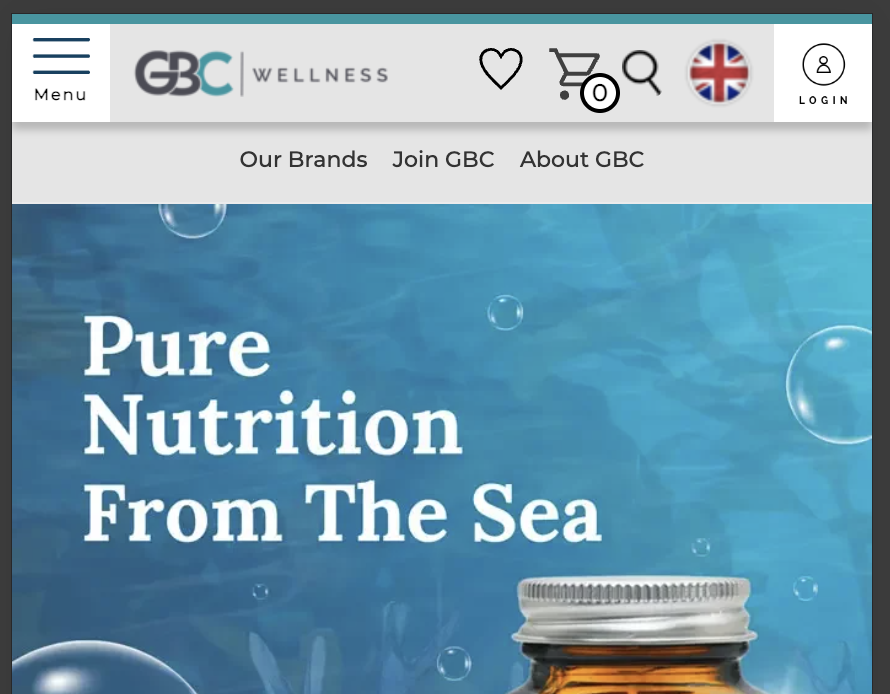 Menu
GBC | WELLNESS
0
LOGIN
Our Brands Join GBC About GBC
Pure
Nutrition
From The Sea